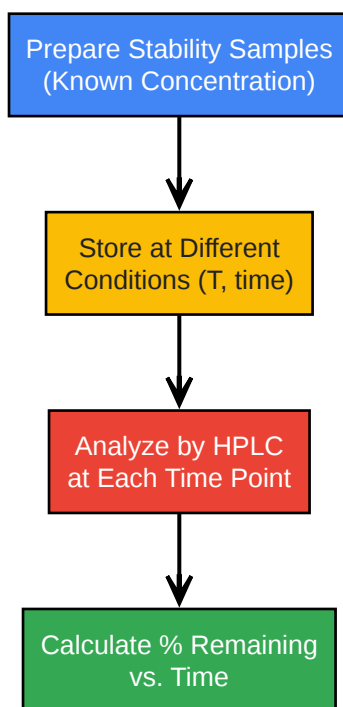 Prepare Stability Samples
(Known Concentration)
Store at Different
Conditions (T, time)
Analyze by HPLC
at Each Time Point
Calculate % Remaining
vs. Time